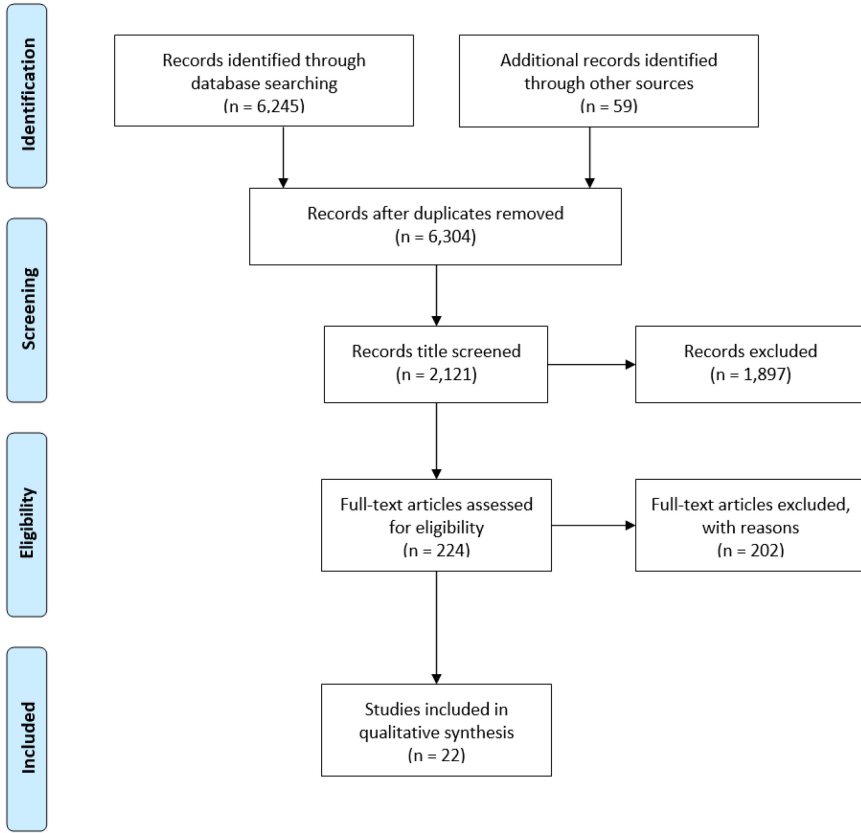 Identification
Records identified through
database searching
(n = 6,245)
Additional records identified
through other sources
(n = 59)
Records after duplicates removed
(n = 6,304)
Screening
Records title screened
(n = 2,121)
Records excluded
(n = 1,897)
Eligibility
Full-text articles assessed
for eligibility
(n = 224)
Full-text articles excluded,
with reasons
(n = 202)
Included
Studies included in
qualitative synthesis
(n = 22)